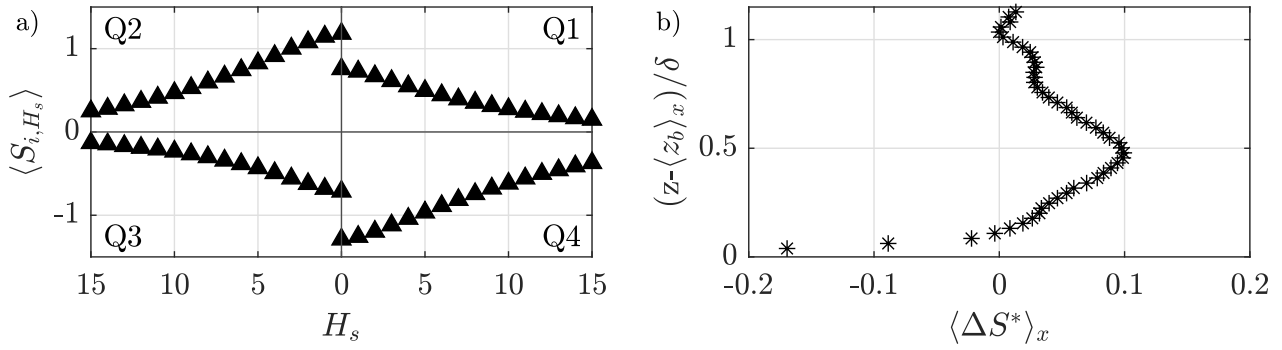 a)
Q2
Q1
Q3
Q4
1
0
-1
⟨S_{i,H_s}⟩
15 10 5 0 5 10 15
H_s
b)
1
0.5
0
(z-⟨z_b⟩_x)/δ
-0.2 -0.1 0 0.1 0.2
⟨ΔS*⟩_x